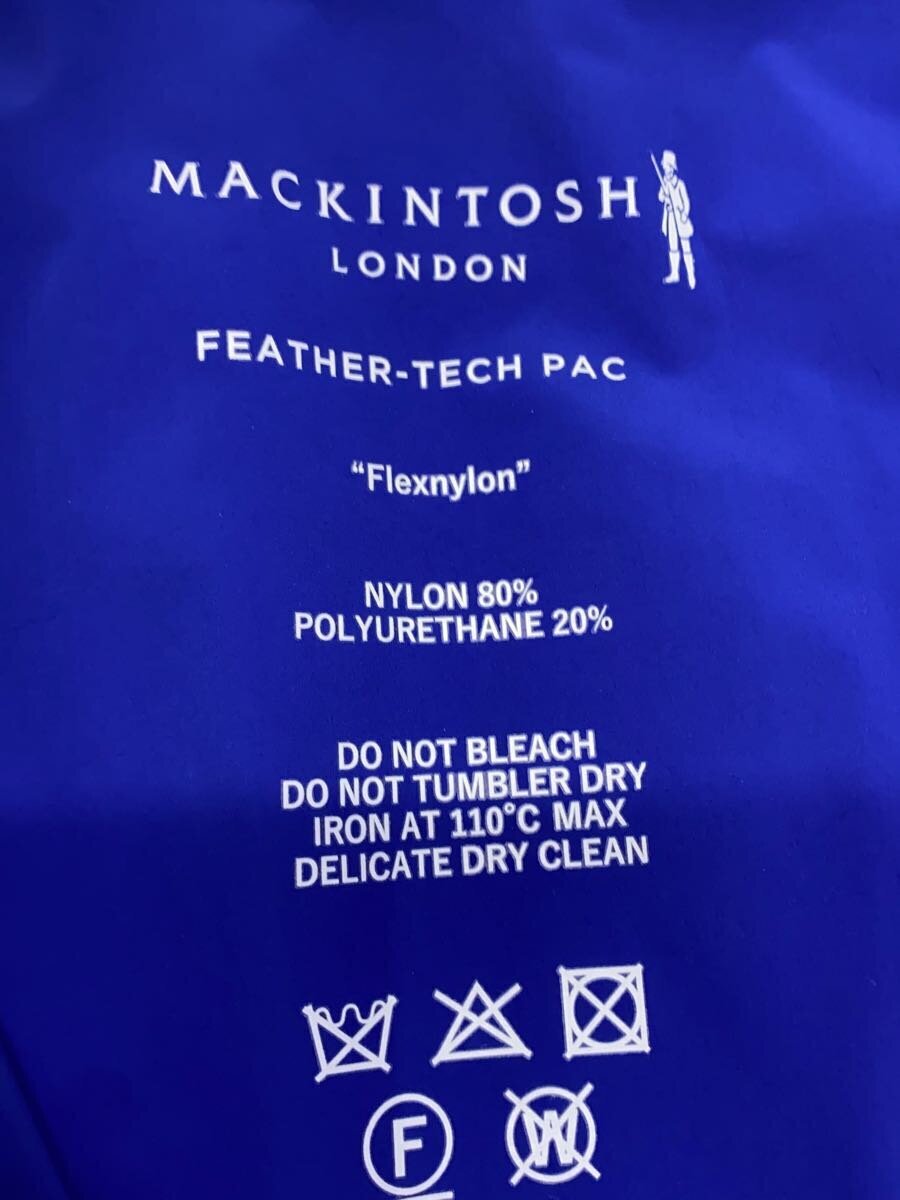 MACKINTOSH
LONDON
FEATHER-TECH PAC
“Flexnylon”
NYLON 80%
POLYURETHANE 20%
DO NOT BLEACH
DO NOT TUMBLER DRY
IRON AT 110°C MAX
DELICATE DRY CLEAN
F W